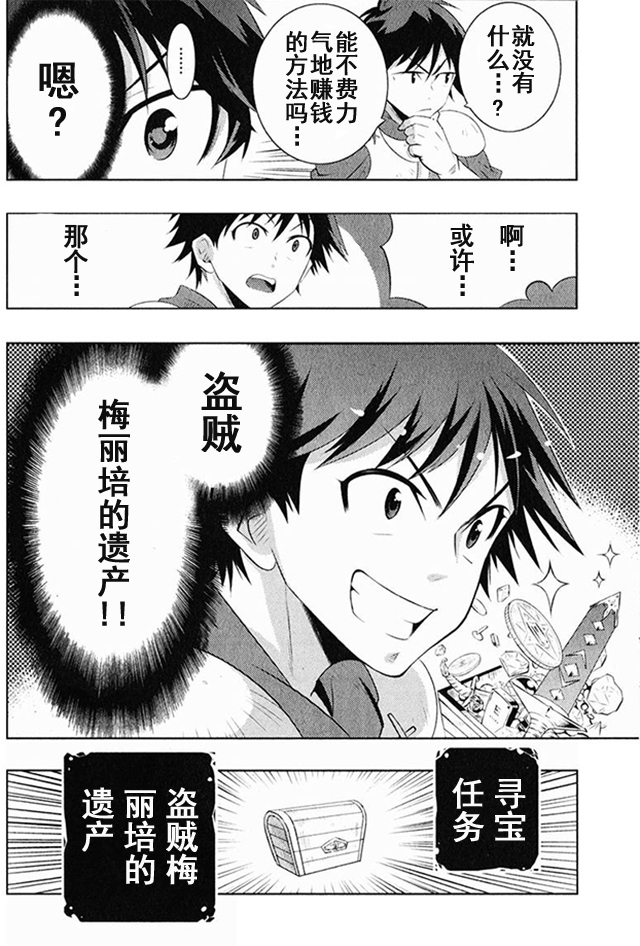 就没有
什么…?
能不费力
气地赚钱
的方法吗…
……
嗯?
啊…
或许…
那个…
盗贼
梅丽培的遗产!!
寻宝
任务
盗贼梅
丽培的
遗产